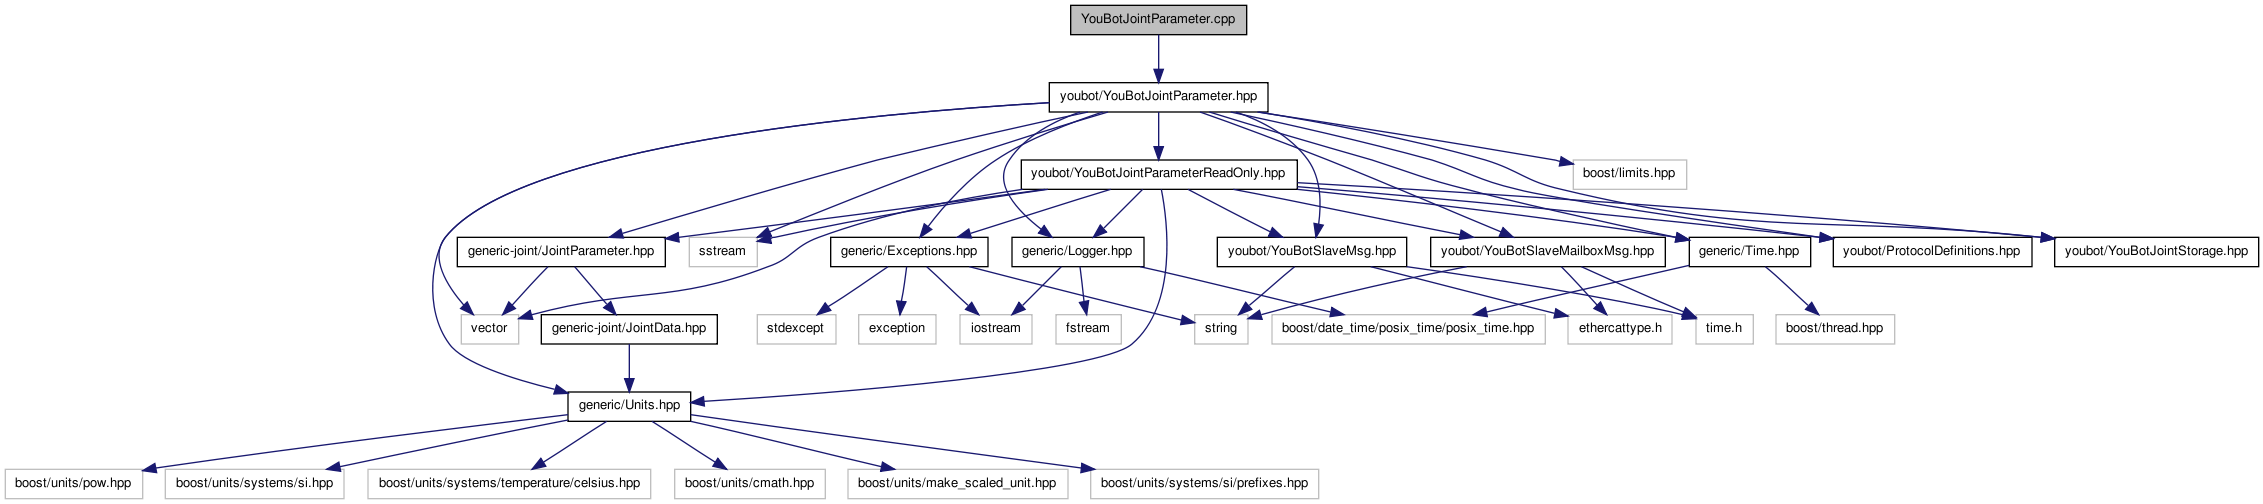 YouBotJointParameter.cpp
youbot/YouBotJointParameter.hpp
youbot/YouBotJointParameterReadOnly.hpp
boost/limits.hpp
generic-joint/JointParameter.hpp
sstream
generic/Exceptions.hpp
generic/Logger.hpp
youbot/YouBotSlaveMsg.hpp
youbot/YouBotSlaveMailboxMsg.hpp
generic/Time.hpp
youbot/ProtocolDefinitions.hpp
youbot/YouBotJointStorage.hpp
vector
generic-joint/JointData.hpp
stdexcept
exception
iostream
fstream
string
boost/date_time/posix_time/posix_time.hpp
ethercattype.h
time.h
boost/thread.hpp
generic/Units.hpp
boost/units/pow.hpp
boost/units/systems/si.hpp
boost/units/systems/temperature/celsius.hpp
boost/units/cmath.hpp
boost/units/make_scaled_unit.hpp
boost/units/systems/si/prefixes.hpp